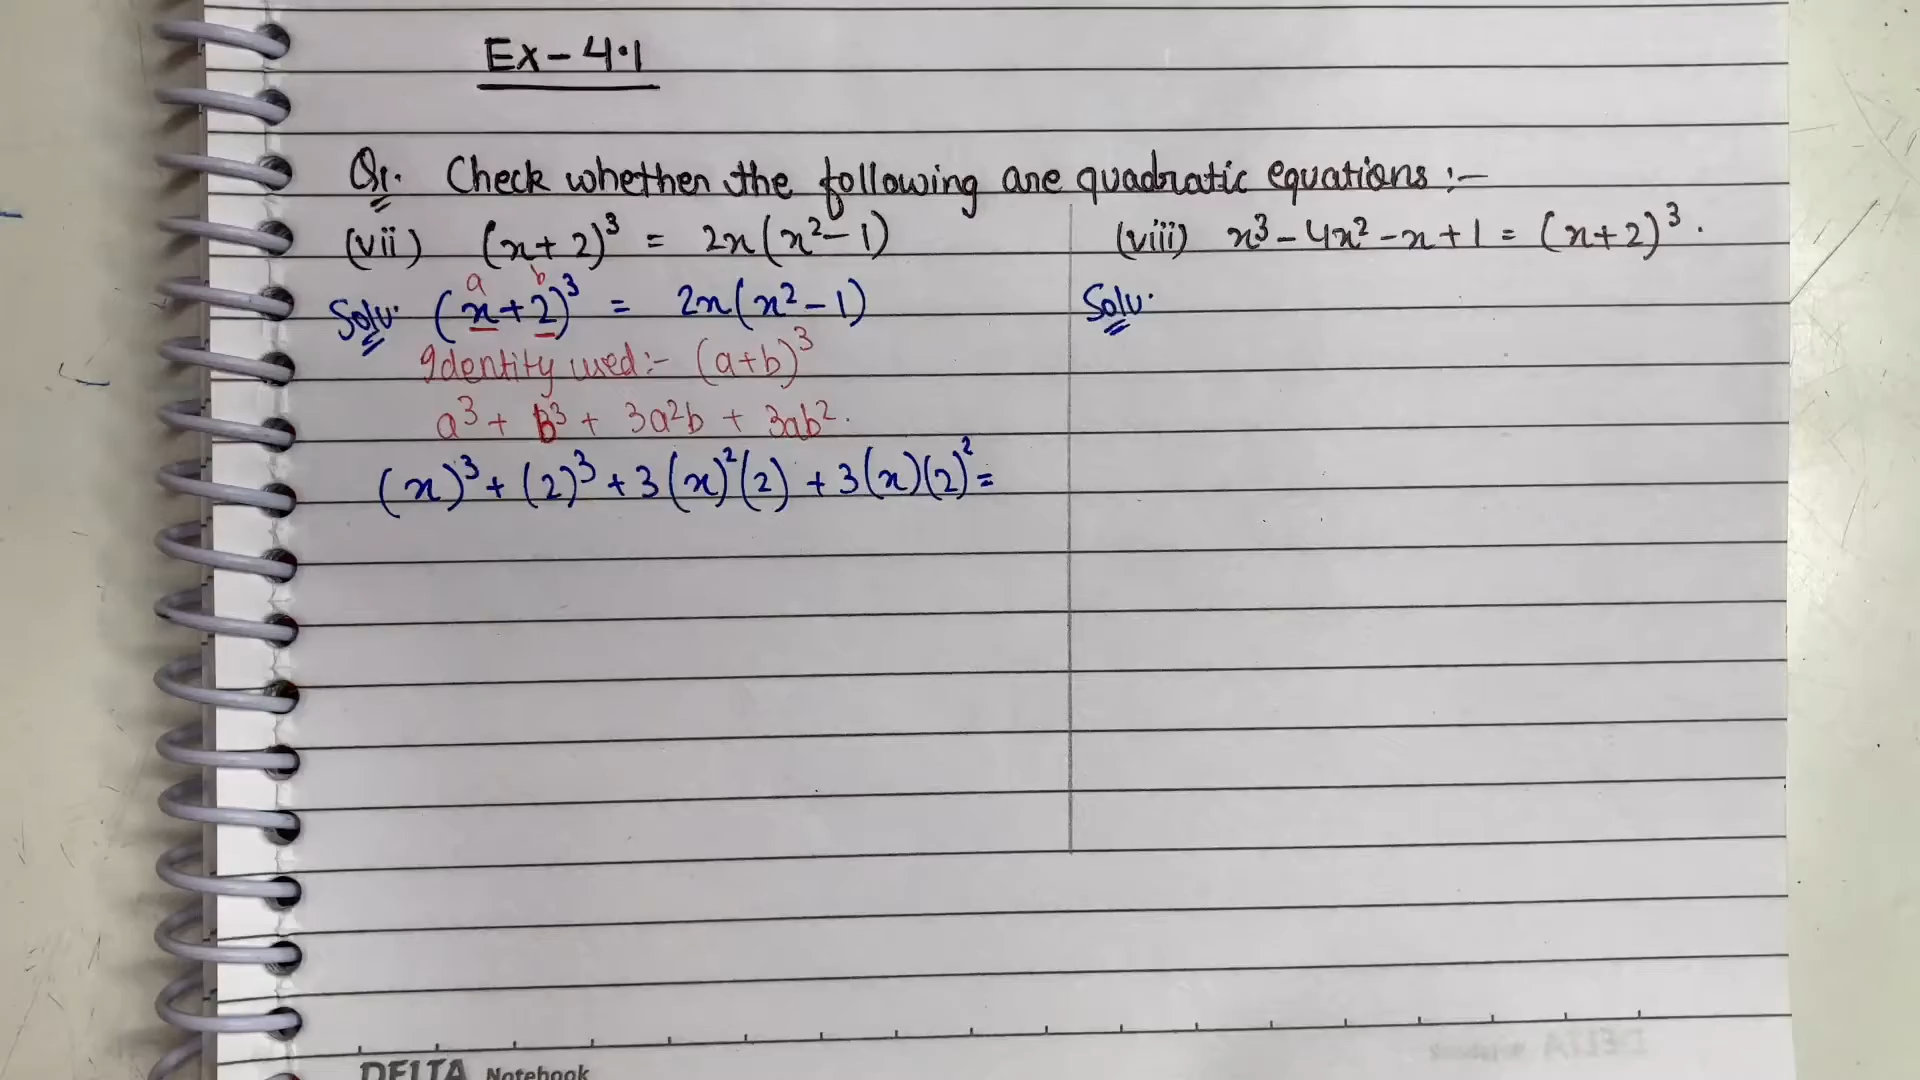 Ex-4.1
Q1. Check whether the following are quadratic equations :-
(vii) (x+2)³ = 2x(x²-1)
(viii) x³-4x²-x+1 = (x+2)³.
a b
Solu. (x+2)³ = 2x(x²-1)
Solu.
Identity used:- (a+b)³
a³ + b³ + 3a²b + 3ab².
(x)³+(2)³+3(x)²(2)+3(x)(2)²=
DELTA Notebook